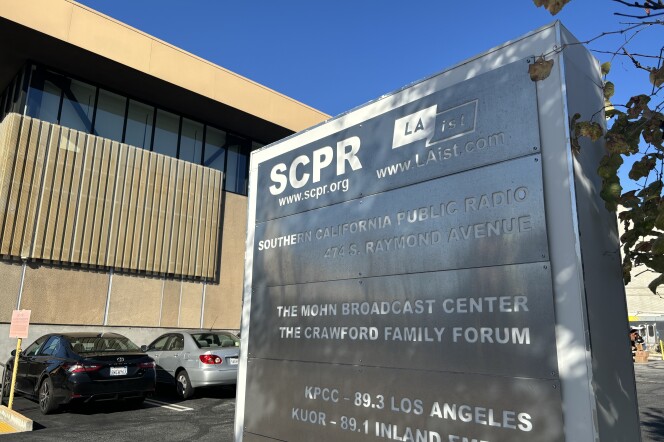 SCPR
www.scpr.org
LAist
www.LAist.com
SOUTHERN CALIFORNIA PUBLIC RADIO
474 S. RAYMOND AVENUE
THE MOHN BROADCAST CENTER
THE CRAWFORD FAMILY FORUM
KPCC - 89.3 LOS ANGELES
KUOR - 89.1 INLAND